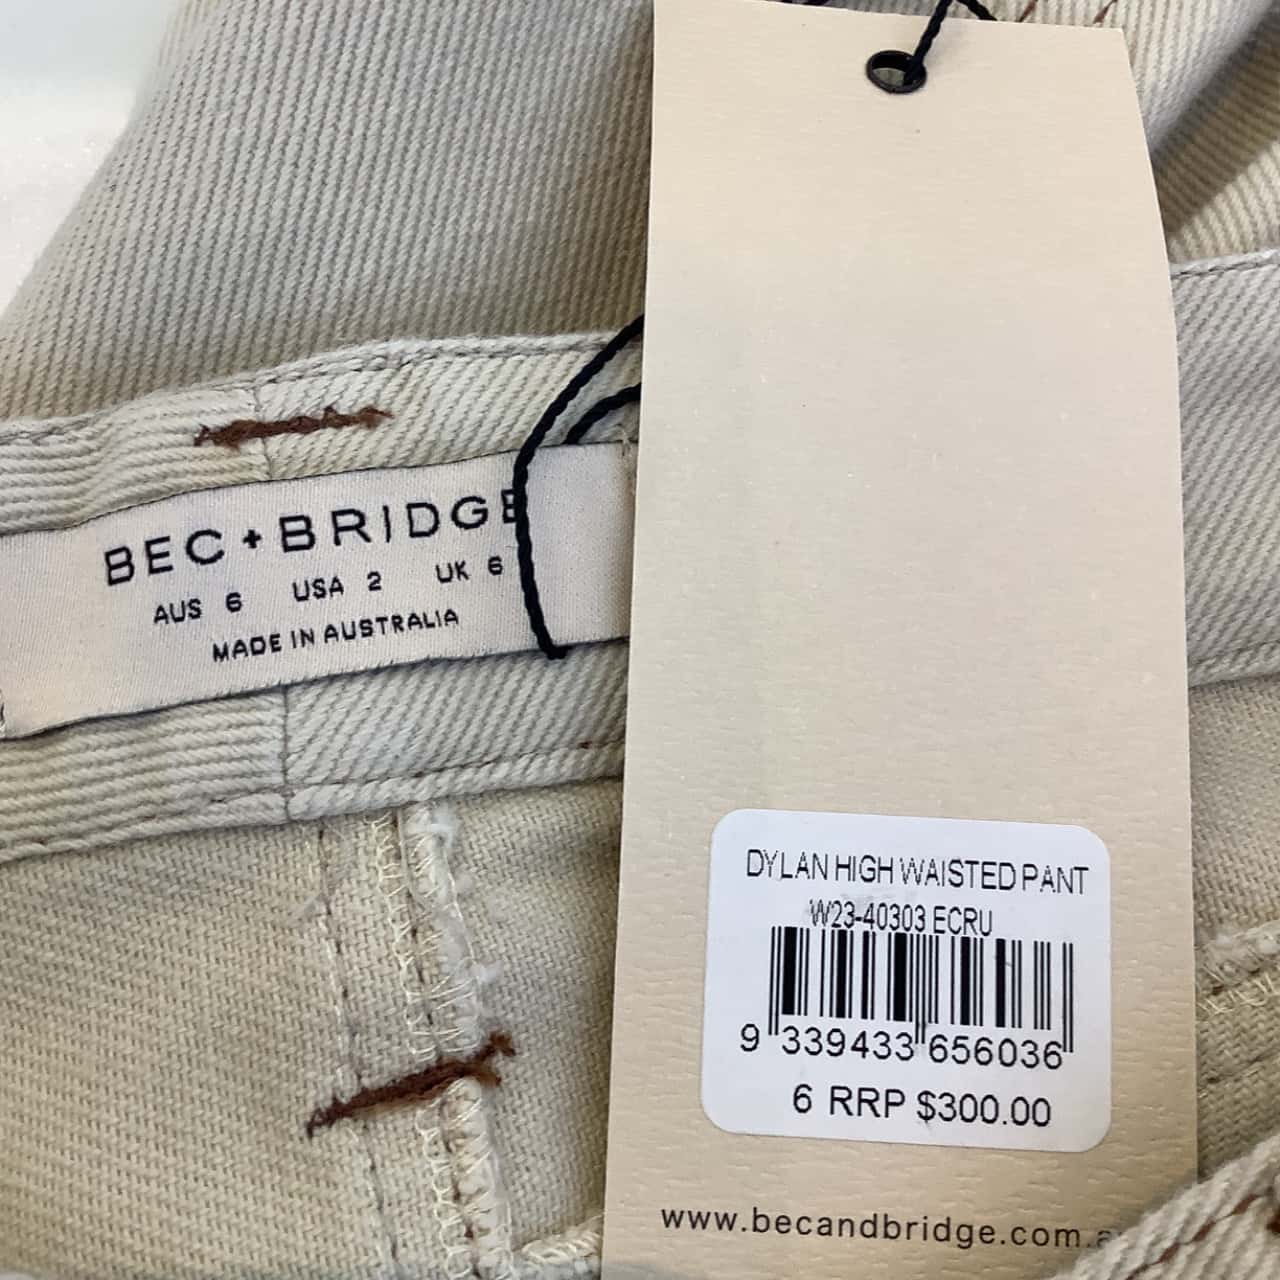 BEC+BRIDGE
AUS 6 USA 2 UK 6
MADE IN AUSTRALIA
DYLAN HIGH WAISTED PANT
W23-40303 ECRU
9 339433 656036
6 RRP $300.00
www.becandbridge.com.a